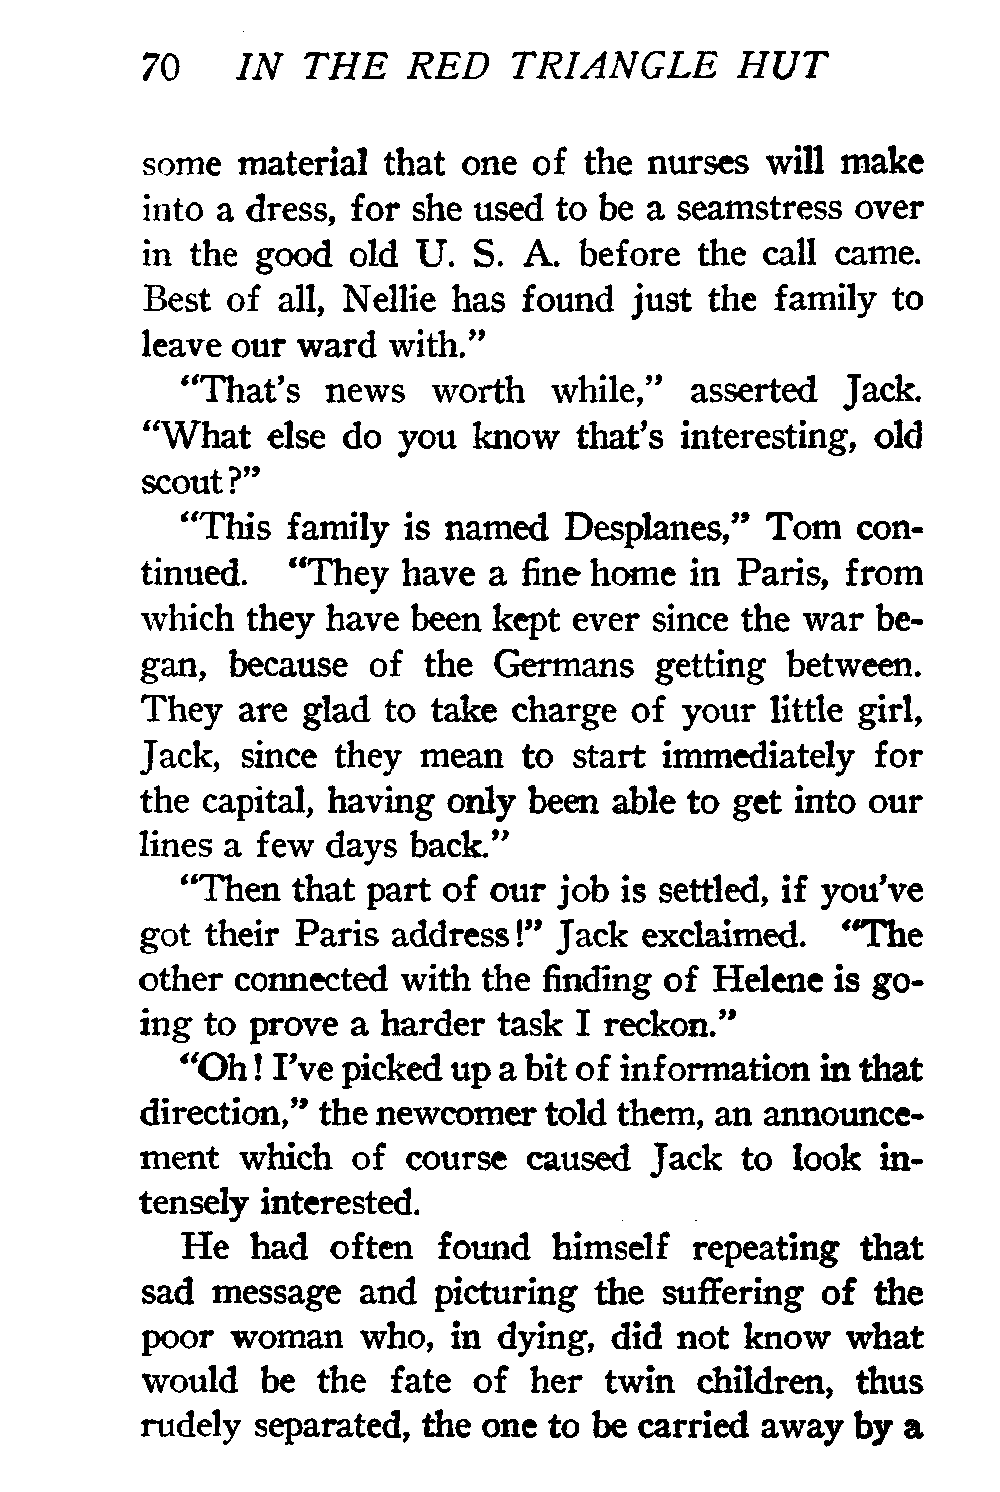 70 IN THE RED TRIANGLE HUT
some material that one of the nurses will make
into a dress, for she used to be a seamstress over
in the good old U. S. A. before the call came.
Best of all, Nellie has found just the family to
leave our ward with.”
“That’s news worth while,” asserted Jack.
“What else do you know that’s interesting, old
scout?”
“This family is named Desplanes,” Tom con-
tinued. “They have a fine home in Paris, from
which they have been kept ever since the war be-
gan, because of the Germans getting between.
They are glad to take charge of your little girl,
Jack, since they mean to start immediately for
the capital, having only been able to get into our
lines a few days back.”
“Then that part of our job is settled, if you’ve
got their Paris address!” Jack exclaimed. “The
other connected with the finding of Helene is go-
ing to prove a harder task I reckon.”
“Oh! I’ve picked up a bit of information in that
direction,” the newcomer told them, an announce-
ment which of course caused Jack to look in-
tensely interested.
He had often found himself repeating that
sad message and picturing the suffering of the
poor woman who, in dying, did not know what
would be the fate of her twin children, thus
rudely separated, the one to be carried away by a